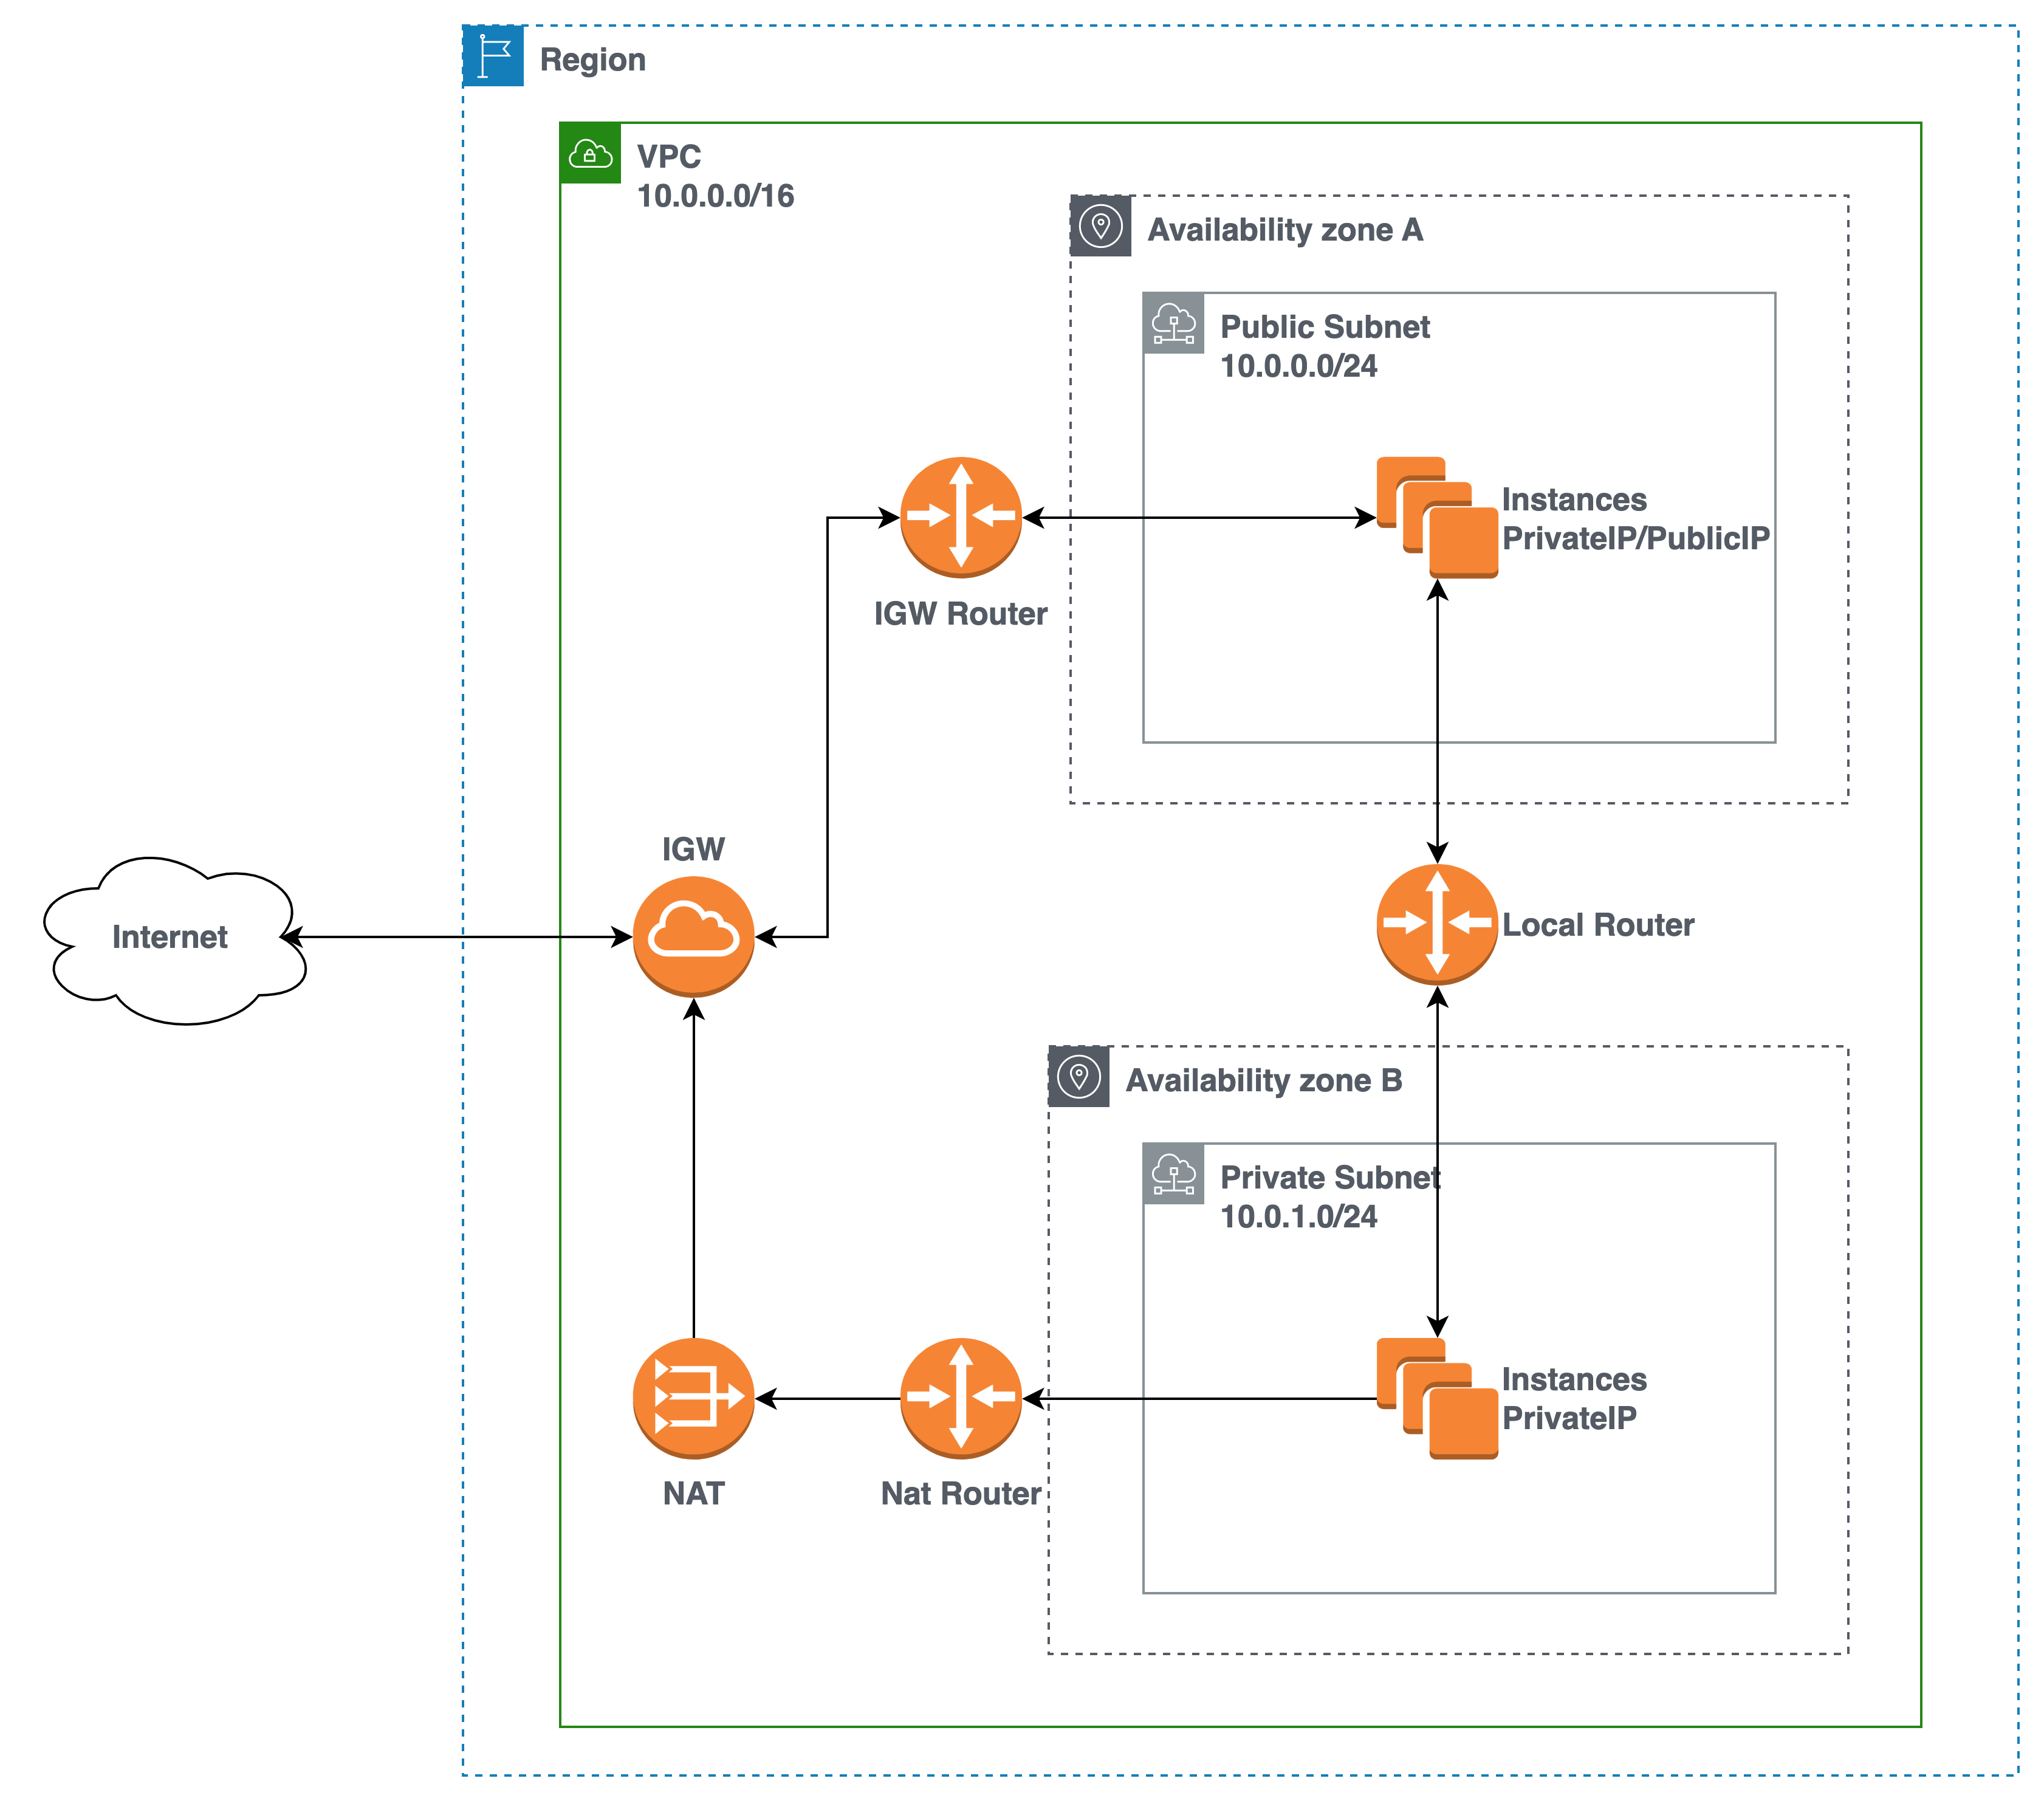 Region
VPC
10.0.0.0/16
Availability zone A
Public Subnet
10.0.0.0/24
Instances
PrivateIP/PublicIP
IGW Router
IGW
Internet
Local Router
Availability zone B
Private Subnet
10.0.1.0/24
Instances
PrivateIP
NAT
Nat Router